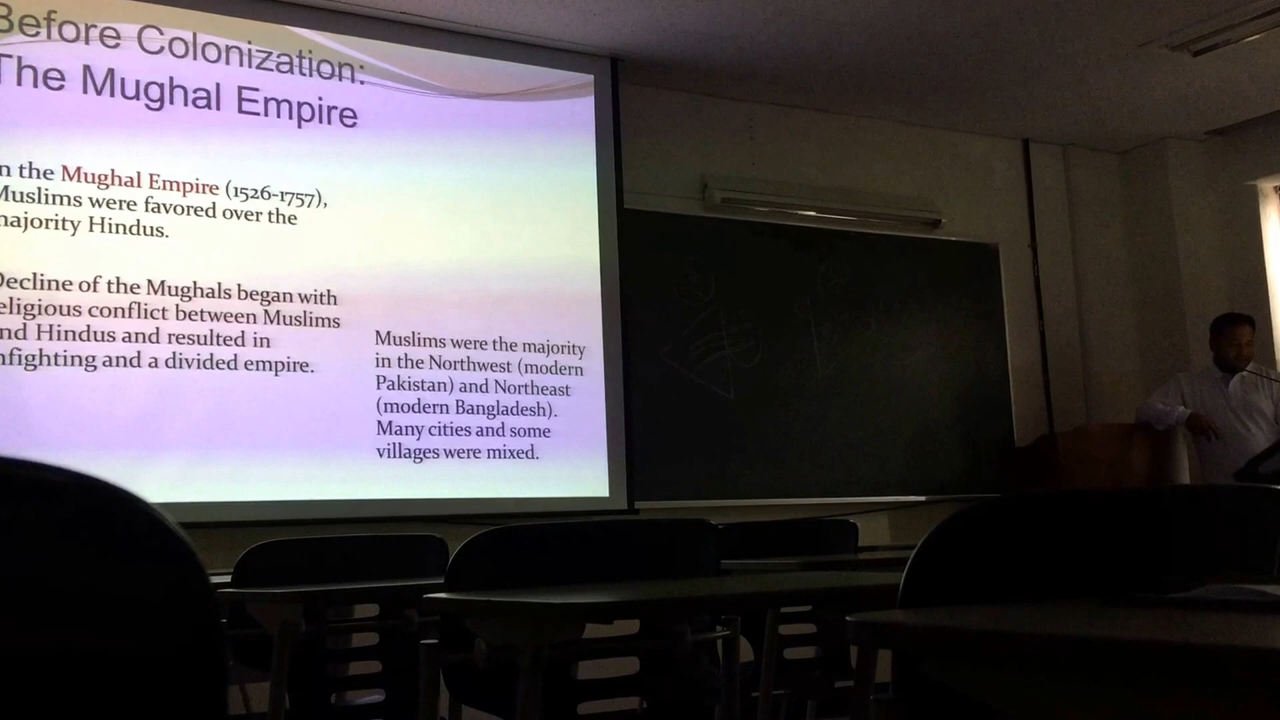 Before Colonization:
The Mughal Empire
n the Mughal Empire (1526-1757),
Muslims were favored over the
majority Hindus.
Decline of the Mughals began with
eligious conflict between Muslims
nd Hindus and resulted in
nfighting and a divided empire.
Muslims were the majority
in the Northwest (modern
Pakistan) and Northeast
(modern Bangladesh).
Many cities and some
villages were mixed.